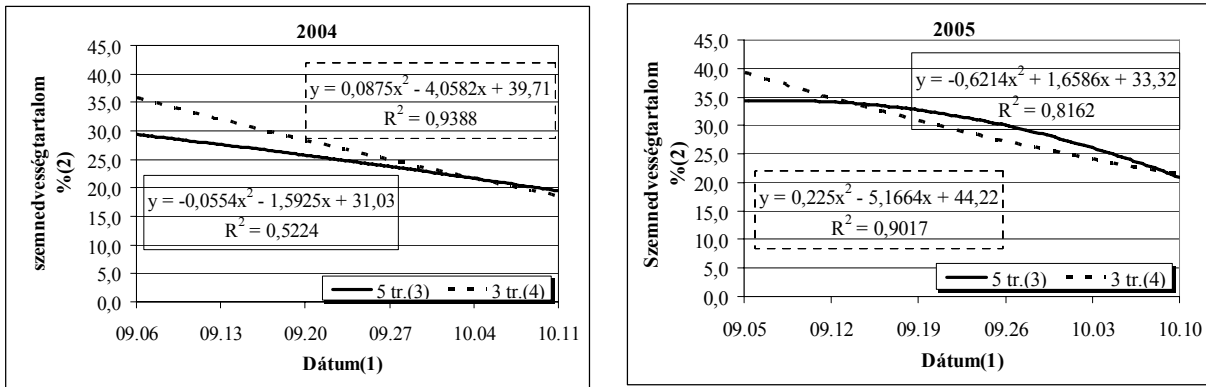 2004
45,0
40,0
35,0
30,0
25,0
20,0
15,0
10,0
5,0
0,0
szemnedvességtartalom
%(2)
y = 0,0875x² - 4,0582x + 39,71
R² = 0,9388
y = -0,0554x² - 1,5925x + 31,03
R² = 0,5224
5 tr.(3) 3 tr.(4)
09.06 09.13 09.20 09.27 10.04 10.11
Dátum(1)
2005
45,0
40,0
35,0
30,0
25,0
20,0
15,0
10,0
5,0
0,0
Szemnedvességtartalom
%(2)
y = -0,6214x² + 1,6586x + 33,32
R² = 0,8162
y = 0,225x² - 5,1664x + 44,22
R² = 0,9017
5 tr.(3) 3 tr.(4)
09.05 09.12 09.19 09.26 10.03 10.10
Dátum(1)